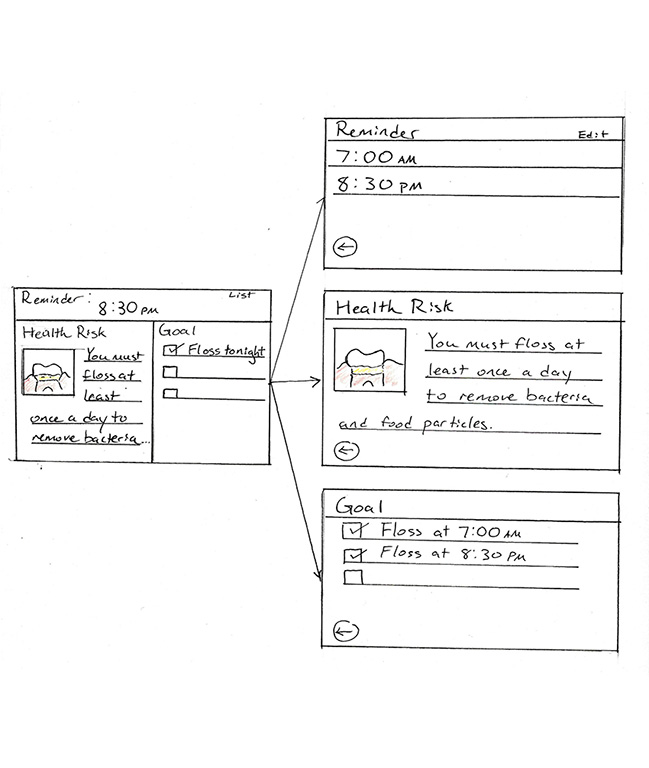 Reminder: List
8:30 PM
Health Risk
You must
floss at
least
once a day to
remove bacteria...
Goal
Floss tonight
Reminder Edit
7:00 AM
8:30 PM
Health Risk
You must floss at
least once a day
to remove bacteria
and food particles.
Goal
Floss at 7:00 AM
Floss at 8:30 PM